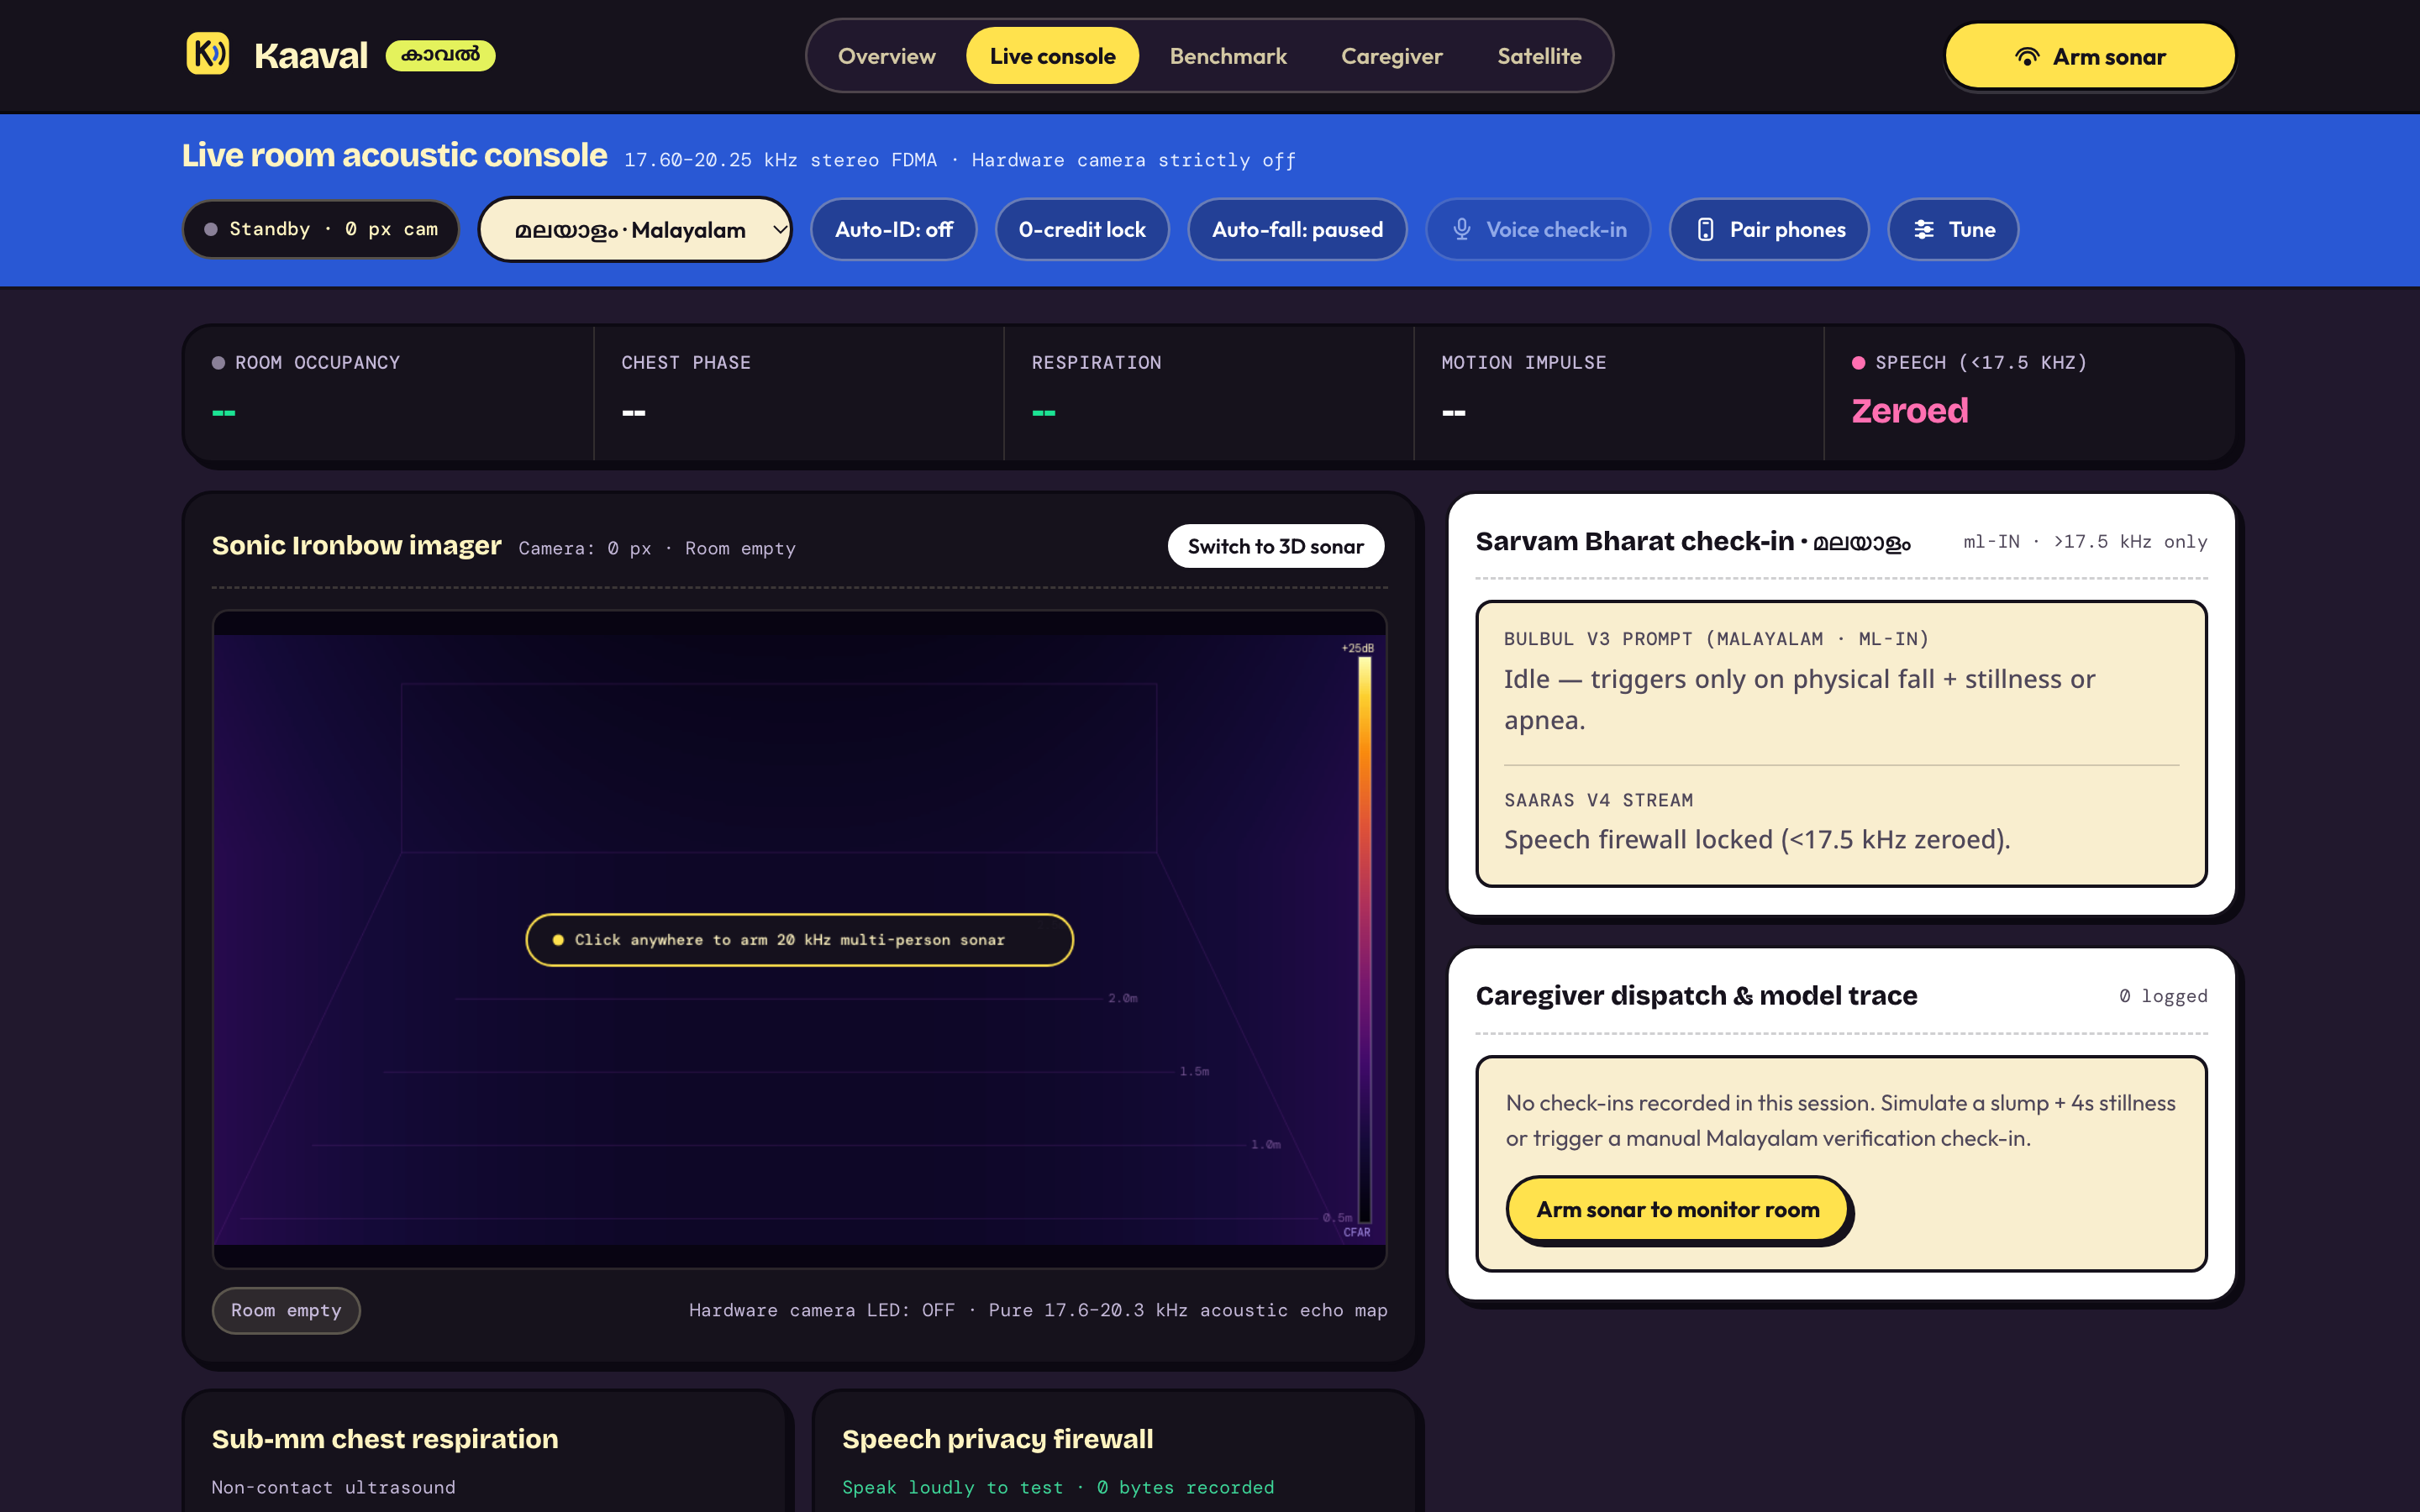 Kaaval കാവൽ
Overview Live console Benchmark Caregiver Satellite
Arm sonar
Live room acoustic console 17.60–20.25 kHz stereo FDMA · Hardware camera strictly off
Standby · 0 px cam
മലയാളം · Malayalam
Auto-ID: off
0-credit lock
Auto-fall: paused
Voice check-in
Pair phones
Tune
ROOM OCCUPANCY
--
CHEST PHASE
--
RESPIRATION
--
MOTION IMPULSE
--
SPEECH (<17.5 KHZ)
Zeroed
Sonic Ironbow imager Camera: 0 px · Room empty
Switch to 3D sonar
+25dB
Click anywhere to arm 20 kHz multi-person sonar
2.0m
1.5m
1.0m
0.5m
CFAR
Room empty
Hardware camera LED: OFF · Pure 17.6–20.3 kHz acoustic echo map
Sarvam Bharat check-in · മലയാളം ml-IN · >17.5 kHz only
BULBUL V3 PROMPT (MALAYALAM · ML-IN)
Idle — triggers only on physical fall + stillness or
apnea.
SAARAS V4 STREAM
Speech firewall locked (<17.5 kHz zeroed).
Caregiver dispatch & model trace 0 logged
No check-ins recorded in this session. Simulate a slump + 4s stillness
or trigger a manual Malayalam verification check-in.
Arm sonar to monitor room
Sub-mm chest respiration
Non-contact ultrasound
Speech privacy firewall
Speak loudly to test · 0 bytes recorded